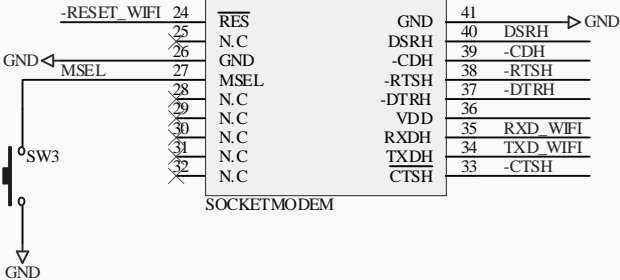 -RESET_WIFI 24 RES GND 41 GND
25 N.C DSRH 40 DSRH
GND 26 GND -CDH 39 -CDH
MSEL 27 MSEL -RTSH 38 -RTSH
28 N.C -DTRH 37 -DTRH
29 N.C VDD 36
30 N.C RXDH 35 RXD_WIFI
31 N.C TXDH 34 TXD_WIFI
32 N.C CTSH 33 -CTSH
SW3
SOCKETMODEM
GND